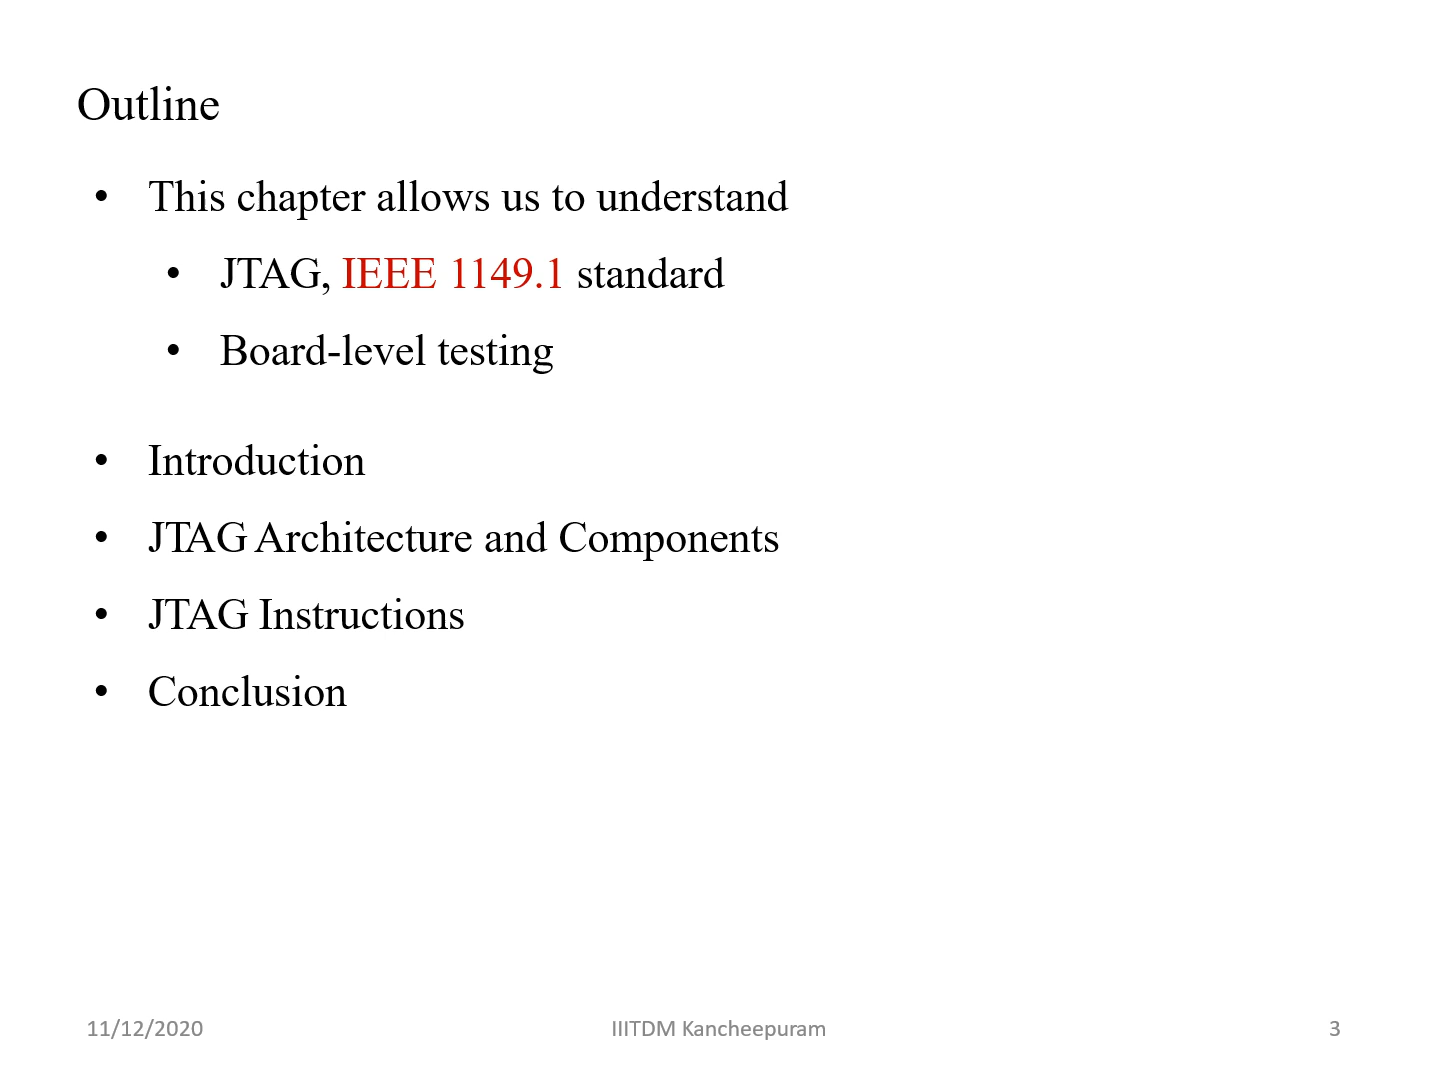 Outline
• This chapter allows us to understand
• JTAG, IEEE 1149.1 standard
• Board-level testing
• Introduction
• JTAG Architecture and Components
• JTAG Instructions
• Conclusion
11/12/2020 IIITDM Kancheepuram 3